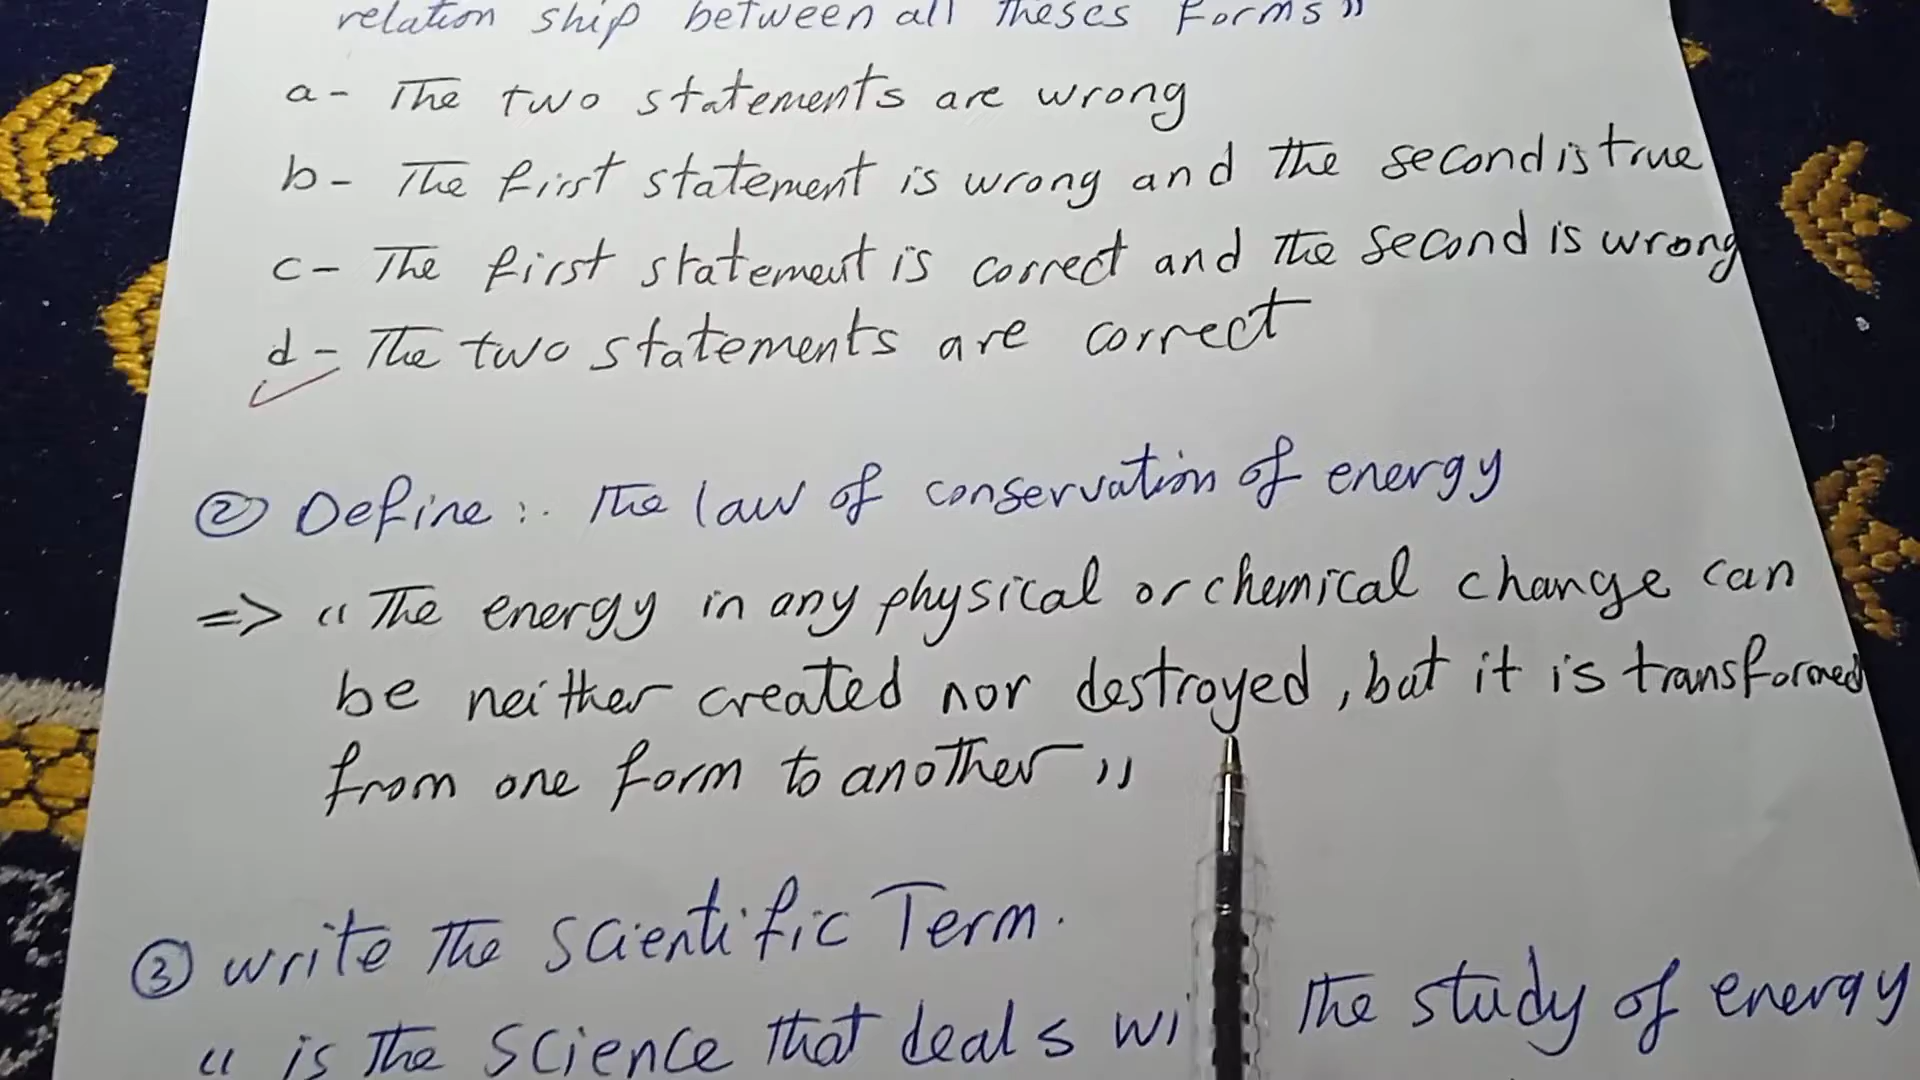 relation ship between all theses forms"
a- The two statements are wrong
b- The first statement is wrong and the second is true
c- The first statement is correct and the second is wrong
d- The two statements are correct
② Define:. The law of conservation of energy
=> "The energy in any physical or chemical change can
be neither created nor destroyed, but it is transformed
from one form to another"
③ write the scientific Term.
" is the science that deals wi the study of energy